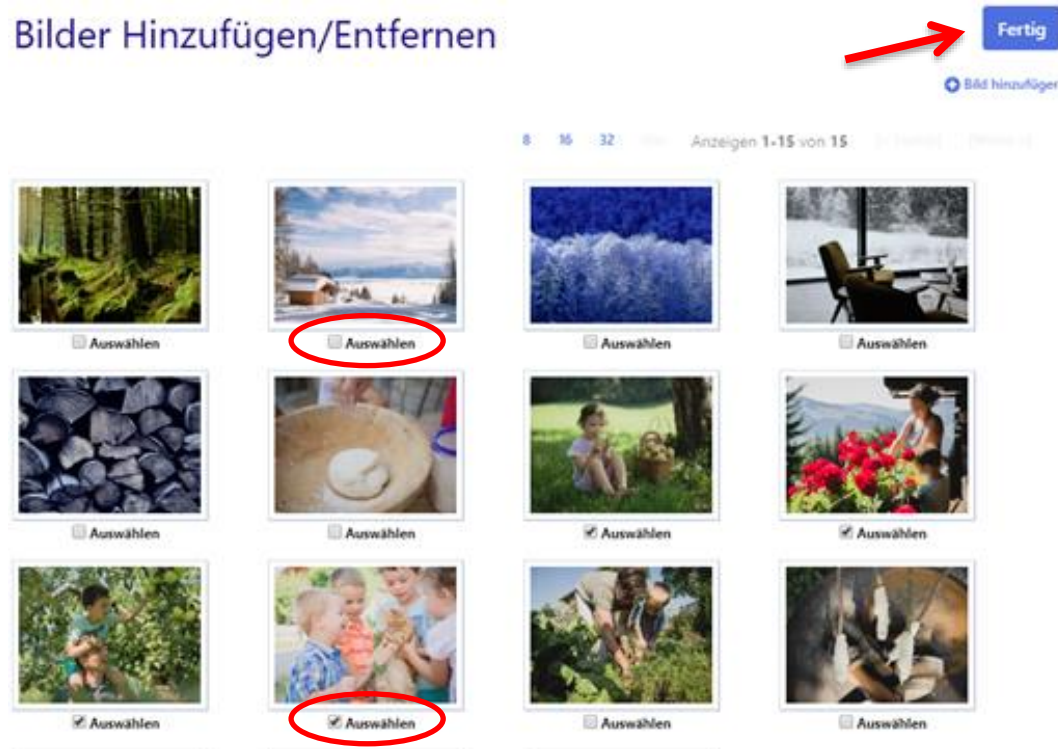 Bilder Hinzufügen/Entfernen
Fertig
Bild hinzufügen
8 16 32 Anzeigen 1-15 von 15
Auswählen Auswählen Auswählen Auswählen
Auswählen Auswählen Auswählen Auswählen
Auswählen Auswählen Auswählen Auswählen